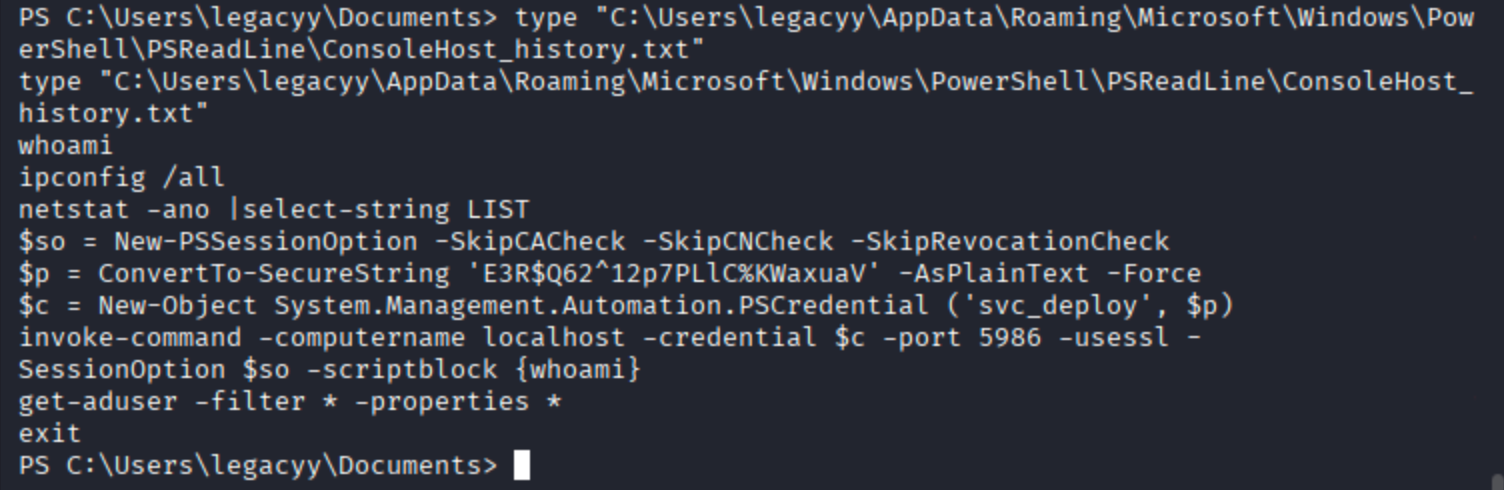 PS C:\Users\legacyy\Documents> type "C:\Users\legacyy\AppData\Roaming\Microsoft\Windows\Pow
erShell\PSReadLine\ConsoleHost_history.txt"
type "C:\Users\legacyy\AppData\Roaming\Microsoft\Windows\PowerShell\PSReadLine\ConsoleHost_
history.txt"
whoami
ipconfig /all
netstat -ano |select-string LIST
$so = New-PSSessionOption -SkipCACheck -SkipCNCheck -SkipRevocationCheck
$p = ConvertTo-SecureString 'E3R$Q62^12p7PLlC%KWaxuaV' -AsPlainText -Force
$c = New-Object System.Management.Automation.PSCredential ('svc_deploy', $p)
invoke-command -computername localhost -credential $c -port 5986 -usessl -
SessionOption $so -scriptblock {whoami}
get-aduser -filter * -properties *
exit
PS C:\Users\legacyy\Documents>